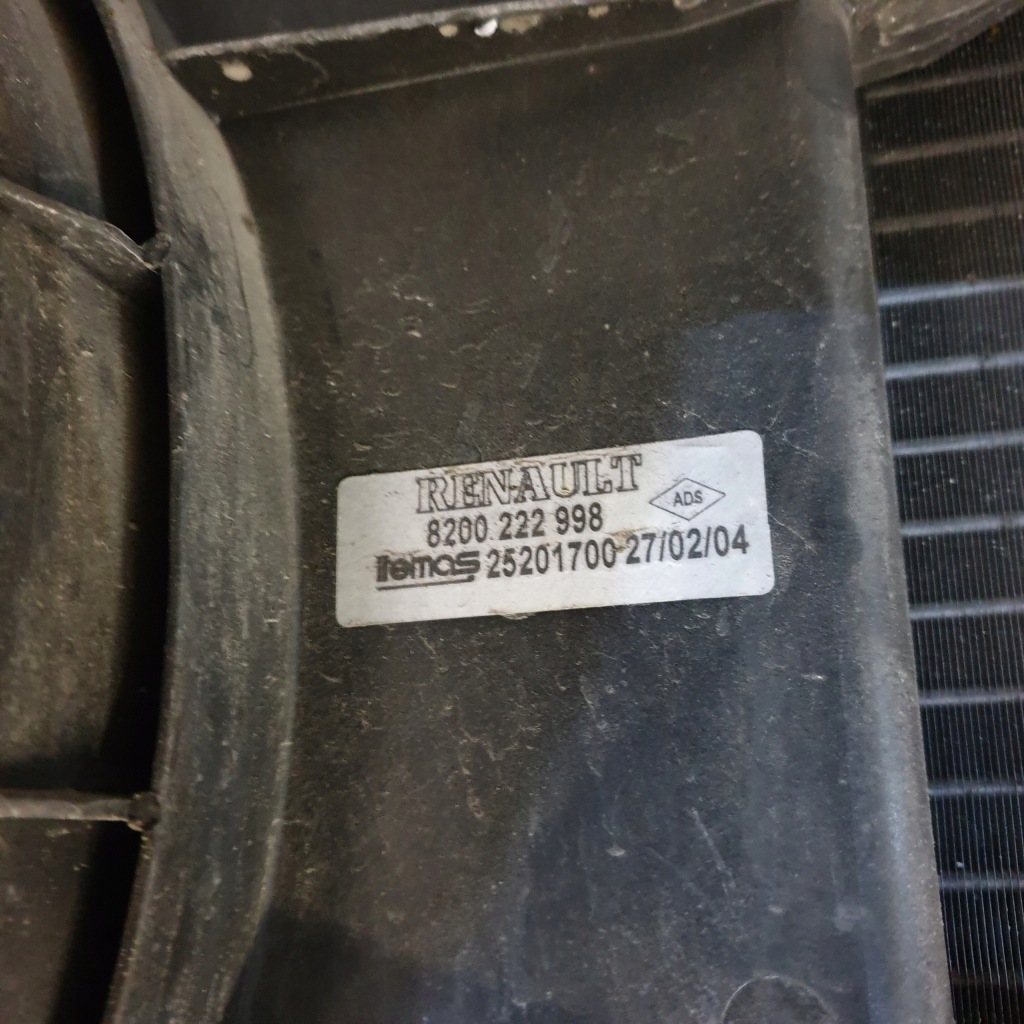 RENAULT
ADS
8200 222 998
itemas 25201700 27/02/04